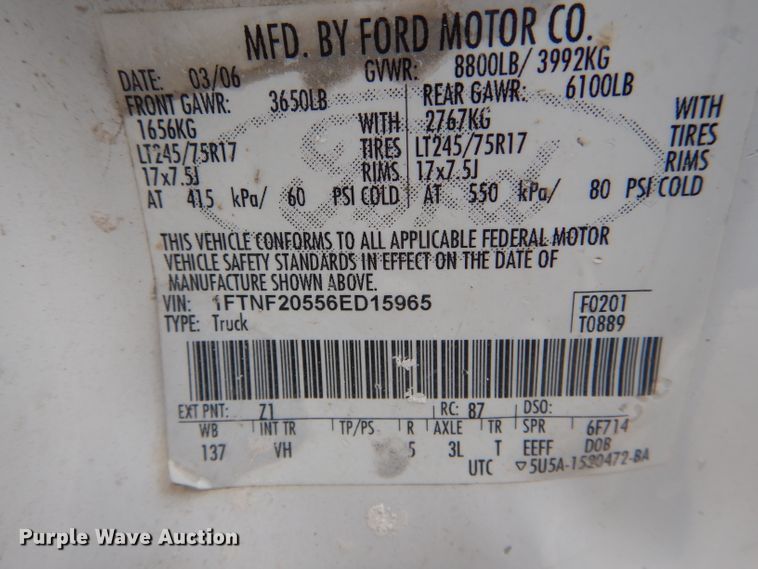 MFD. BY FORD MOTOR CO.
DATE: 03/06 GVWR: 8800LB/ 3992KG
FRONT GAWR: 3650LB REAR GAWR: 6100LB
1656KG WITH 2767KG WITH
LT245/75R17 TIRES LT245/75R17 TIRES
17x7.5J RIMS 17x7.5J RIMS
AT 415 kPa/ 60 PSI COLD AT 550 kPa/ 80 PSI COLD
THIS VEHICLE CONFORMS TO ALL APPLICABLE FEDERAL MOTOR
VEHICLE SAFETY STANDARDS IN EFFECT ON THE DATE OF
MANUFACTURE SHOWN ABOVE.
VIN: 1FTNF20556ED15965 F0201
TYPE: Truck T0889
EXT PNT: Z1 RC: 87 DSO:
WB INT TR TP/PS R AXLE TR SPR 6F714
137 VH 5 3L T EEFF DOB
UTC ▽5U5A-1520472-BA
Purple Wave Auction